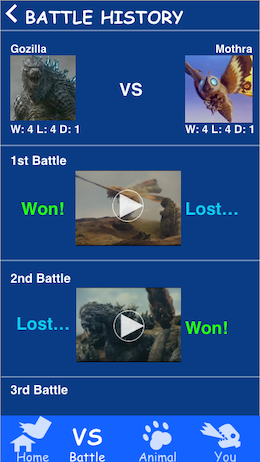 BATTLE HISTORY
Gozilla
Mothra
VS
W: 4 L: 4 D: 1
W: 4 L: 4 D: 1
1st Battle
Won!
Lost...
2nd Battle
Lost...
Won!
3rd Battle
Home
VS
Battle
Animal
You